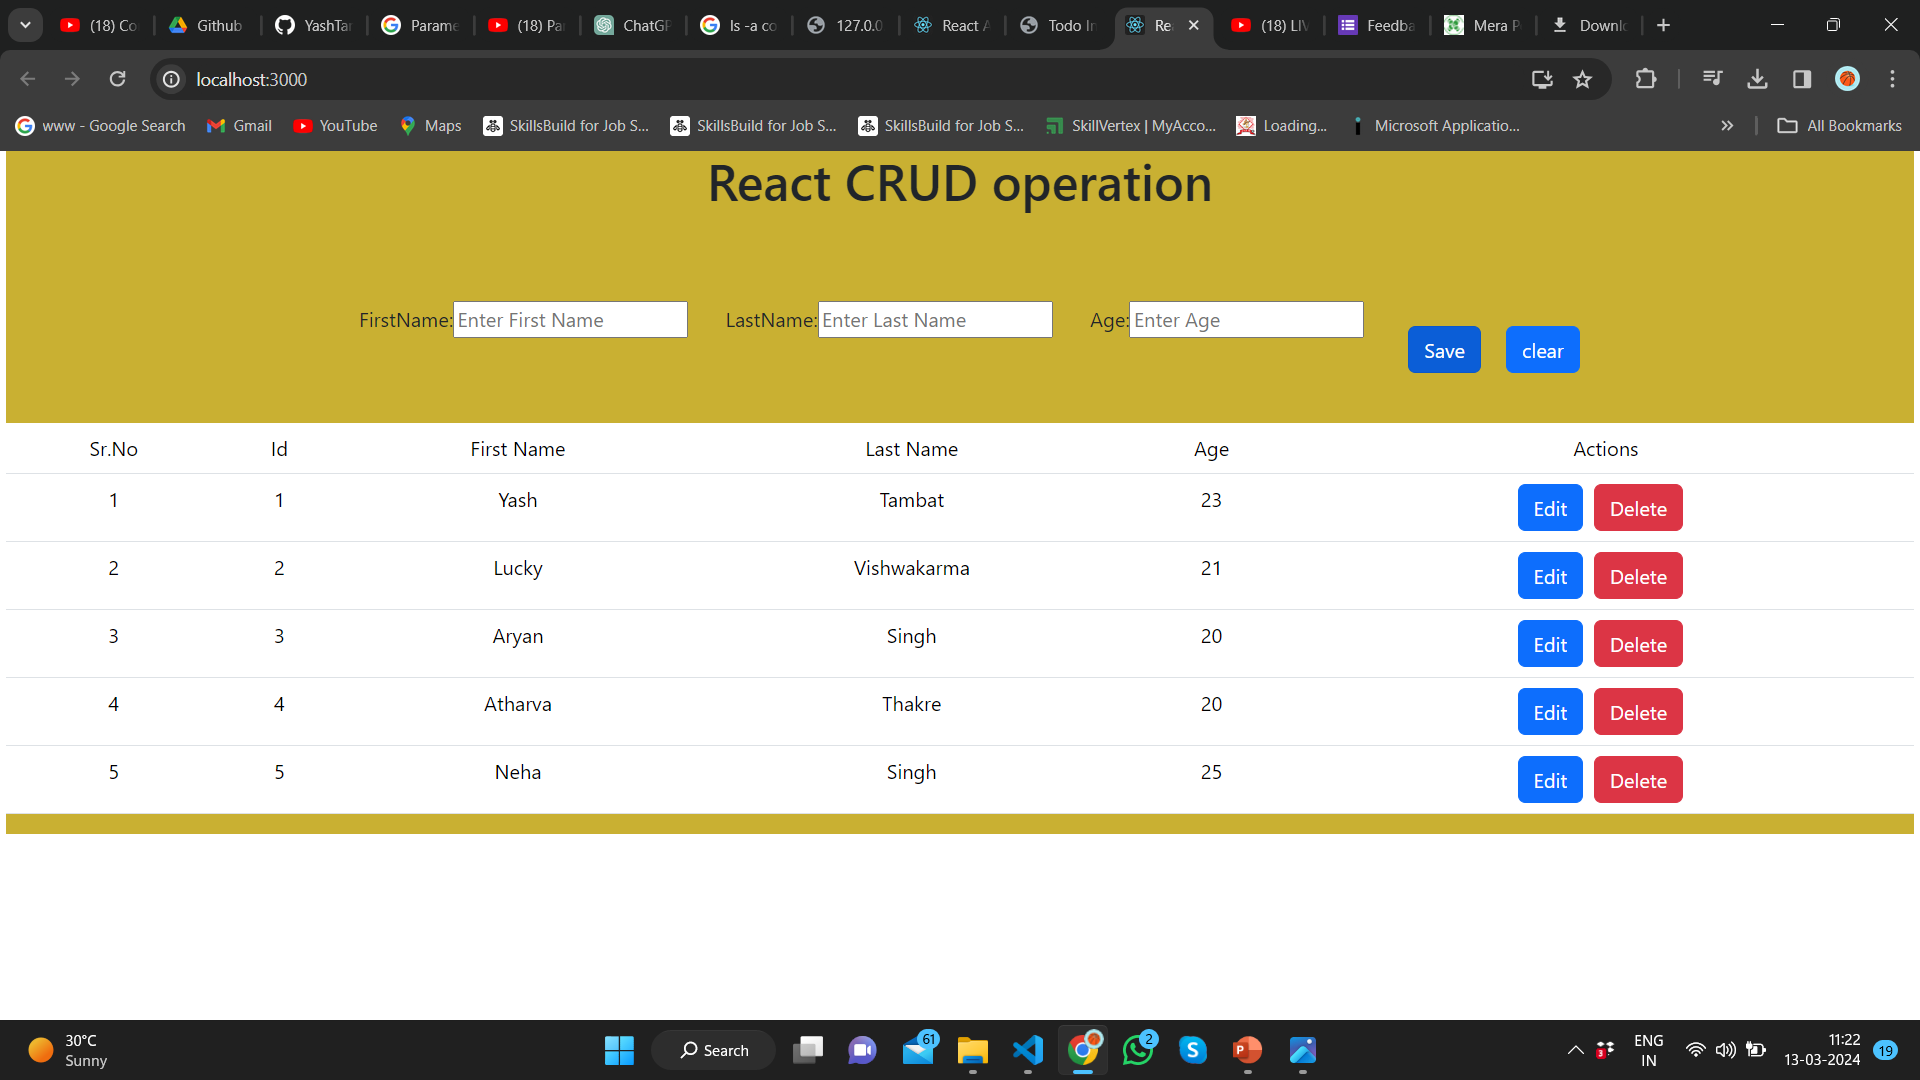 (18) Co
Github
YashTar
Parame
(18) Pa
ChatGP
ls -a co
127.0.0
React A
Todo In
Re
(18) LIV
Feedba
Mera P
Downlo
localhost:3000
www - Google Search
Gmail
YouTube
Maps
SkillsBuild for Job S...
SkillsBuild for Job S...
SkillsBuild for Job S...
SkillVertex | MyAcco...
Loading...
Microsoft Applicatio...
All Bookmarks
React CRUD operation
FirstName: Enter First Name LastName: Enter Last Name Age: Enter Age
Save clear
Sr.No Id First Name Last Name Age Actions
1 1 Yash Tambat 23 Edit Delete
2 2 Lucky Vishwakarma 21 Edit Delete
3 3 Aryan Singh 20 Edit Delete
4 4 Atharva Thakre 20 Edit Delete
5 5 Neha Singh 25 Edit Delete
30°C
Sunny
Search
61
2
3
ENG
IN
11:22
13-03-2024
19